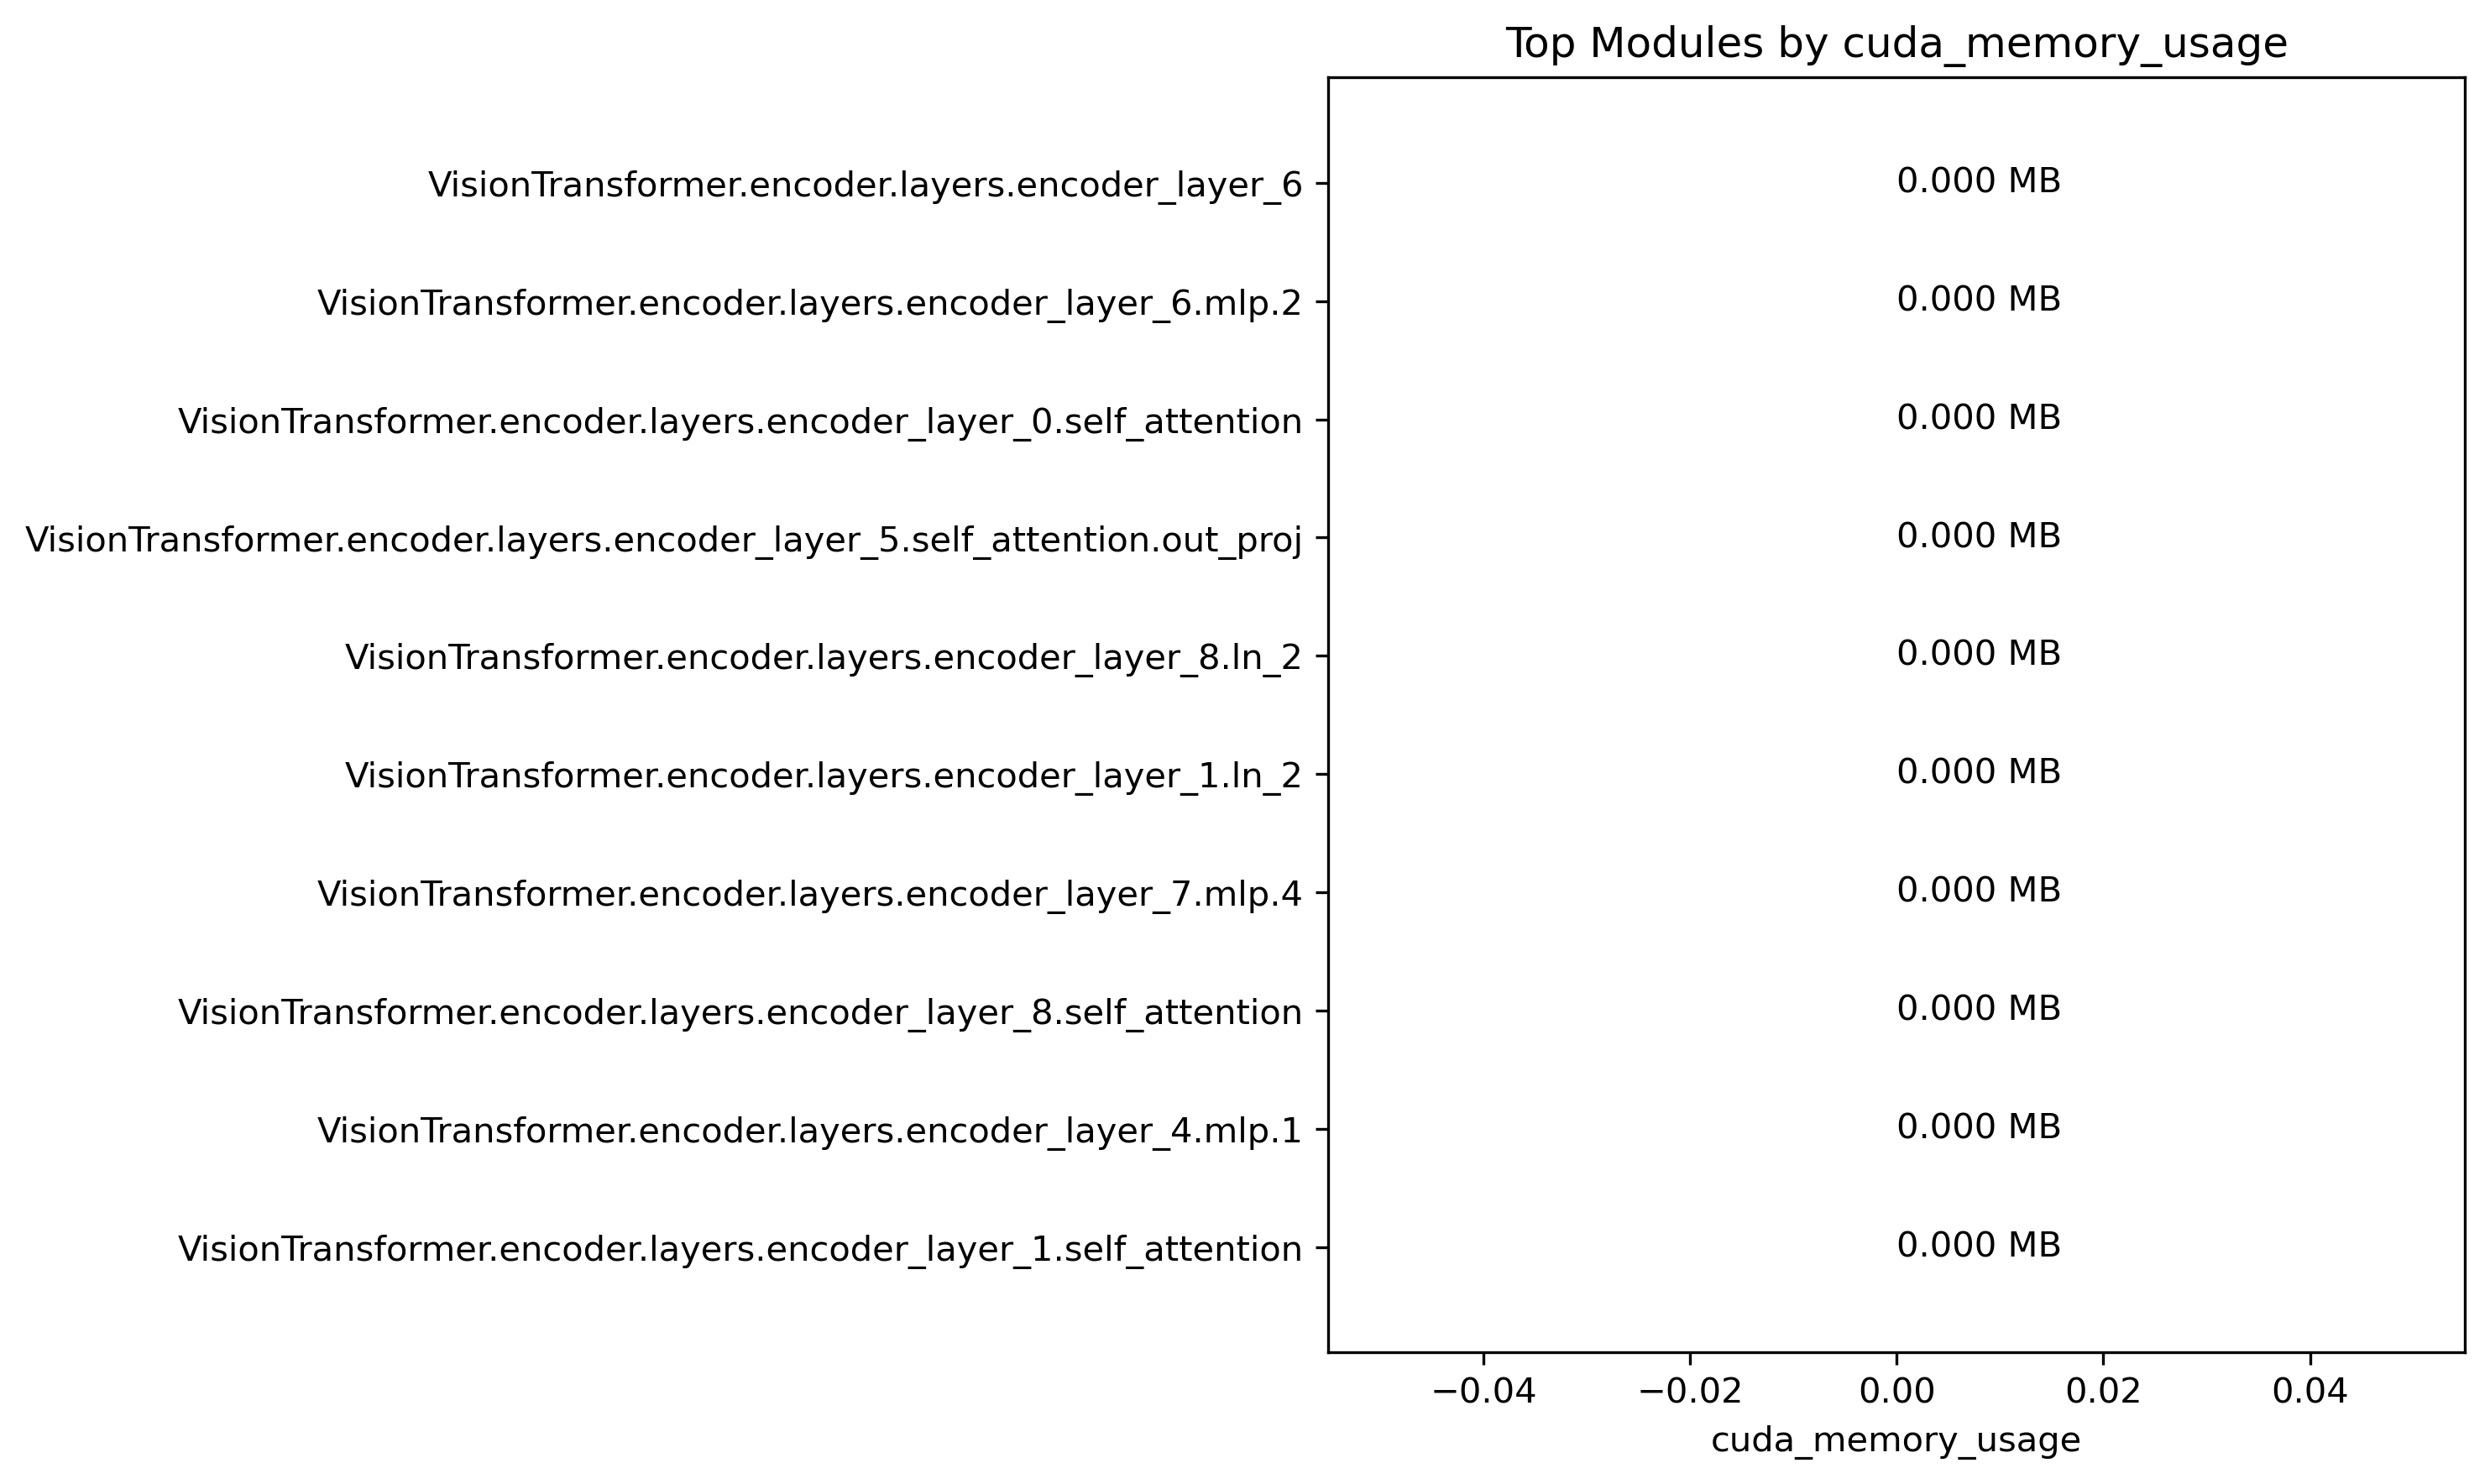 Top Modules by cuda_memory_usage
VisionTransformer.encoder.layers.encoder_layer_6 0.000 MB
VisionTransformer.encoder.layers.encoder_layer_6.mlp.2 0.000 MB
VisionTransformer.encoder.layers.encoder_layer_0.self_attention 0.000 MB
VisionTransformer.encoder.layers.encoder_layer_5.self_attention.out_proj 0.000 MB
VisionTransformer.encoder.layers.encoder_layer_8.ln_2 0.000 MB
VisionTransformer.encoder.layers.encoder_layer_1.ln_2 0.000 MB
VisionTransformer.encoder.layers.encoder_layer_7.mlp.4 0.000 MB
VisionTransformer.encoder.layers.encoder_layer_8.self_attention 0.000 MB
VisionTransformer.encoder.layers.encoder_layer_4.mlp.1 0.000 MB
VisionTransformer.encoder.layers.encoder_layer_1.self_attention 0.000 MB
−0.04 −0.02 0.00 0.02 0.04
cuda_memory_usage